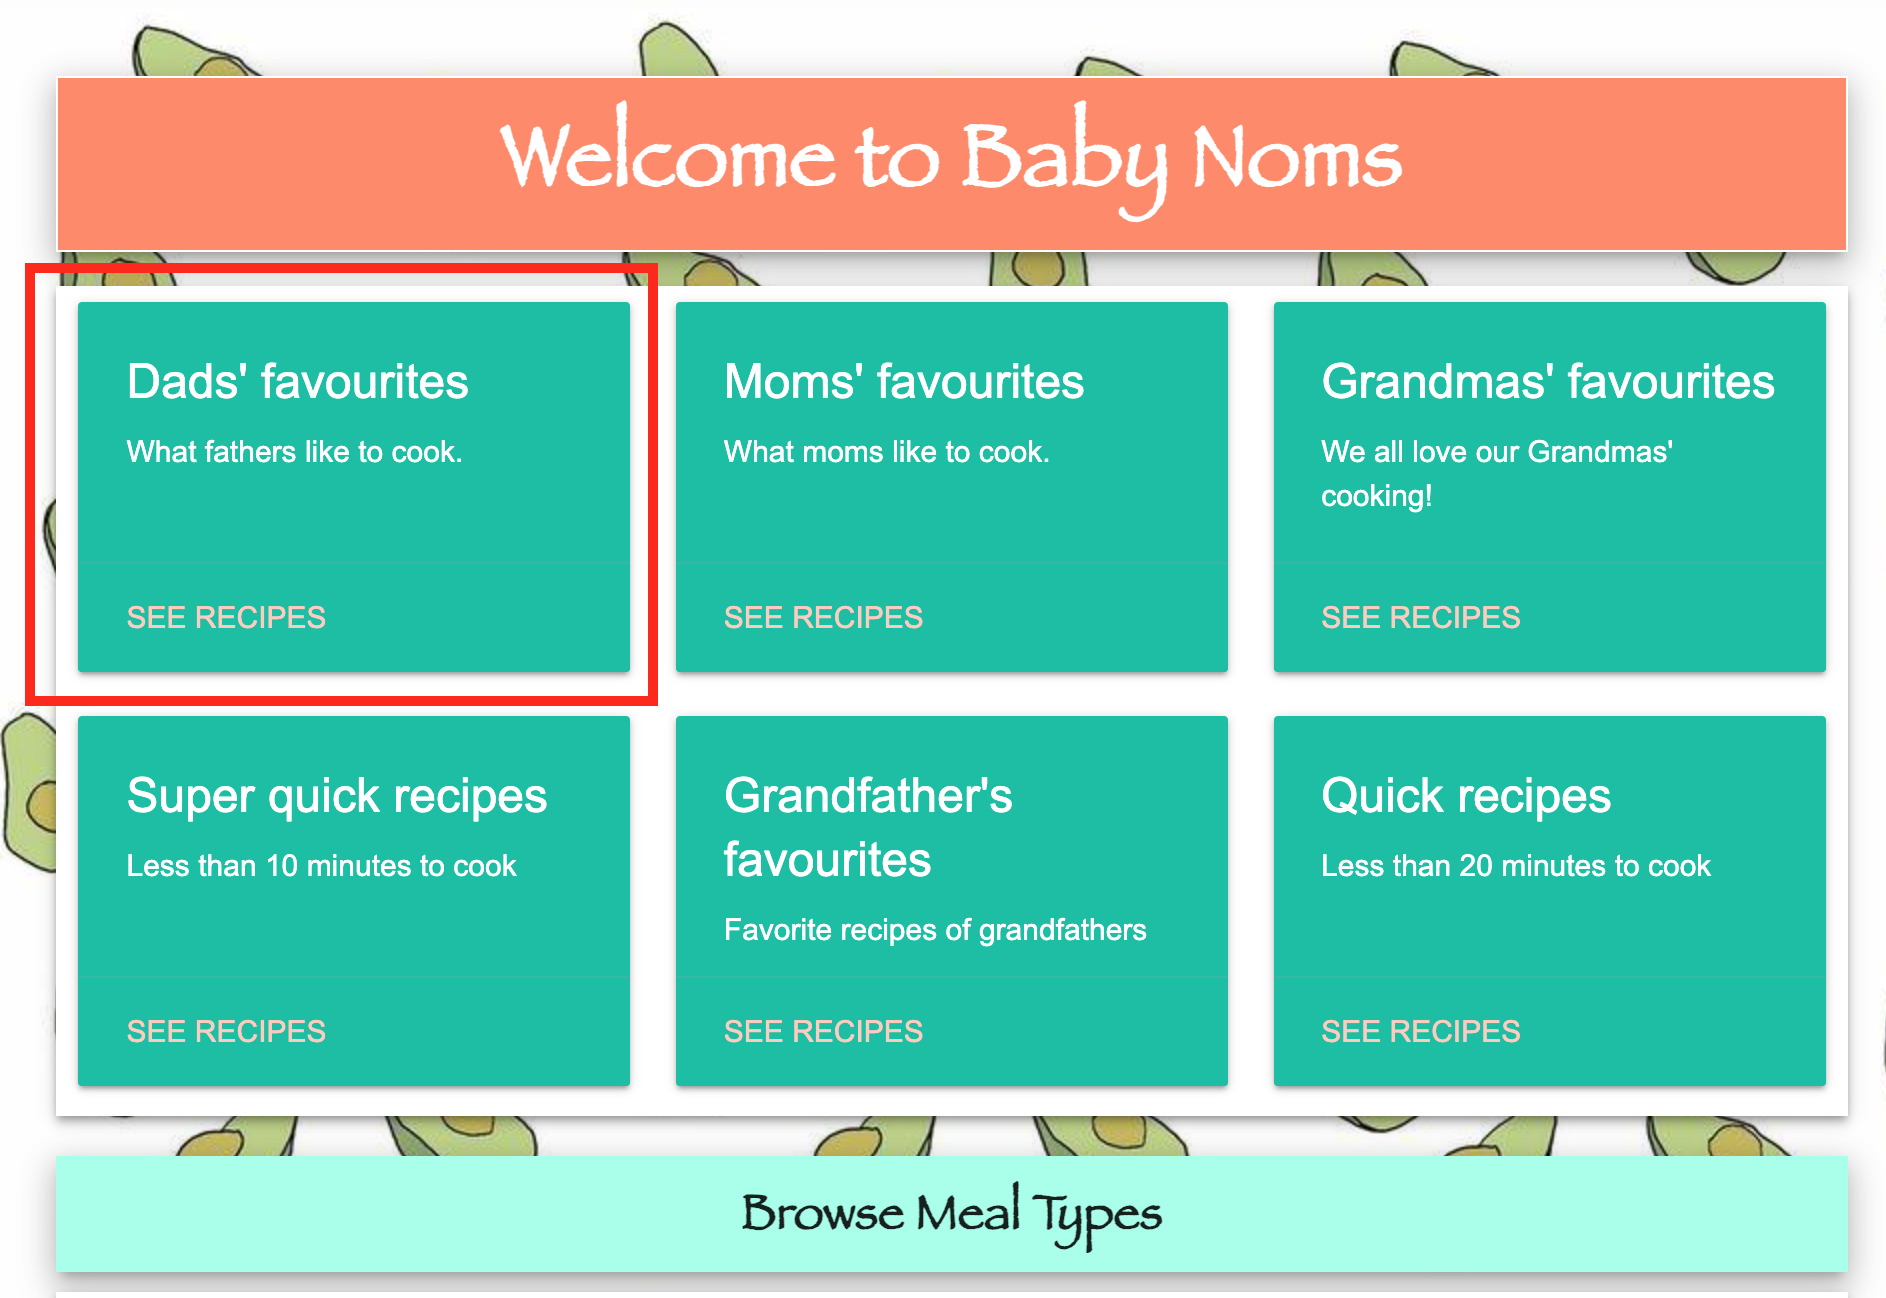 Welcome to Baby Noms
Dads' favourites
What fathers like to cook.
SEE RECIPES
Moms' favourites
What moms like to cook.
SEE RECIPES
Grandmas' favourites
We all love our Grandmas'
cooking!
SEE RECIPES
Super quick recipes
Less than 10 minutes to cook
SEE RECIPES
Grandfather's
favourites
Favorite recipes of grandfathers
SEE RECIPES
Quick recipes
Less than 20 minutes to cook
SEE RECIPES
Browse Meal Types